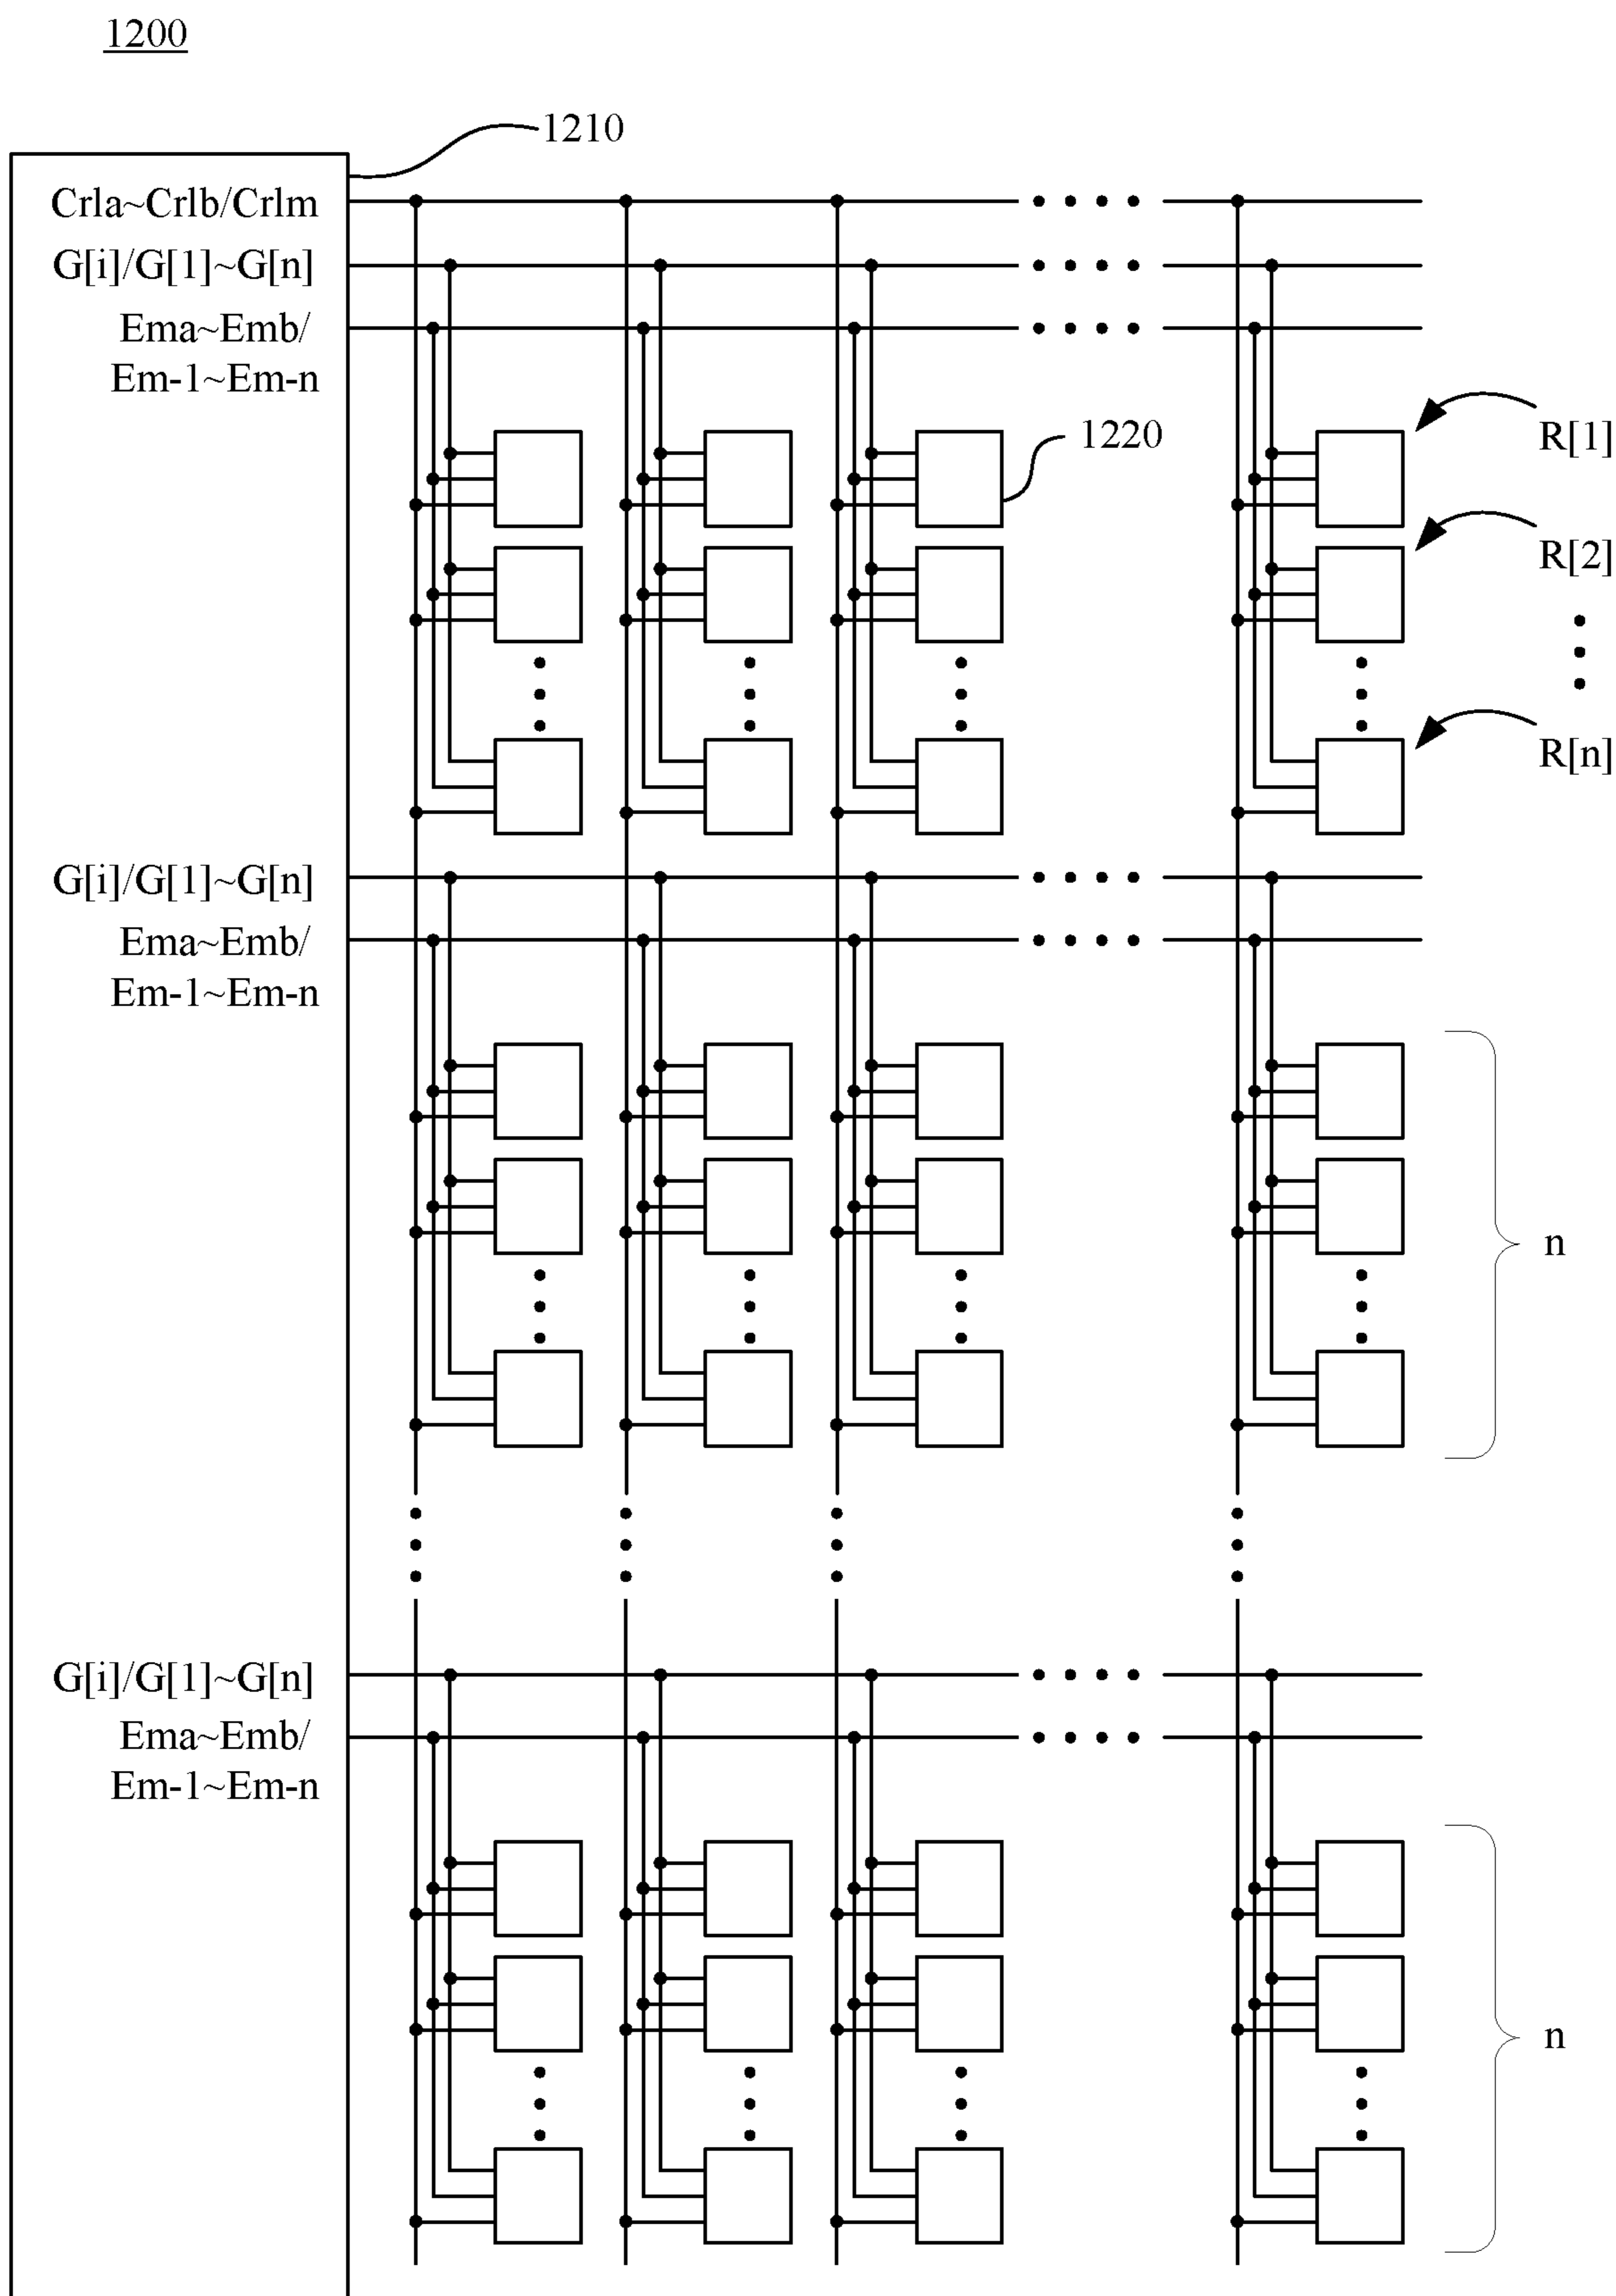 1200
1210
Crla~Crlb/Crlm
G[i]/G[1]~G[n]
Ema~Emb/
Em-1~Em-n
1220
R[1]
R[2]
R[n]
G[i]/G[1]~G[n]
Ema~Emb/
Em-1~Em-n
n
G[i]/G[1]~G[n]
Ema~Emb/
Em-1~Em-n
n